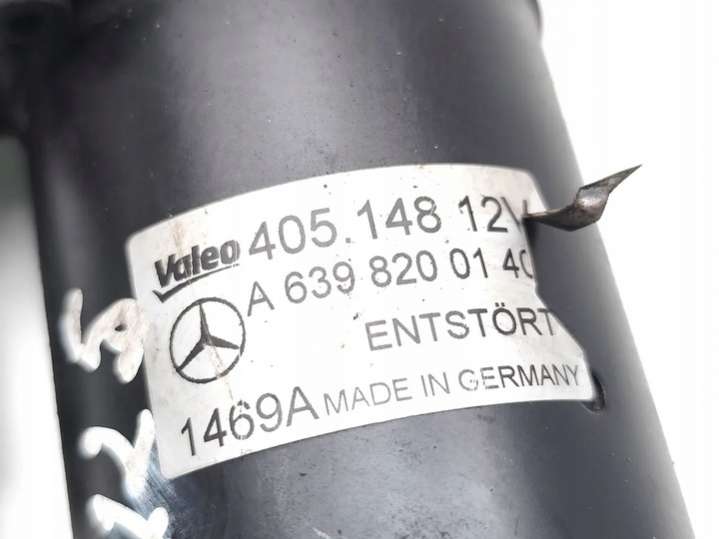 Valeo 405.148 12V
A 639 820 01 40
ENTSTÖRT
1469A MADE IN GERMANY